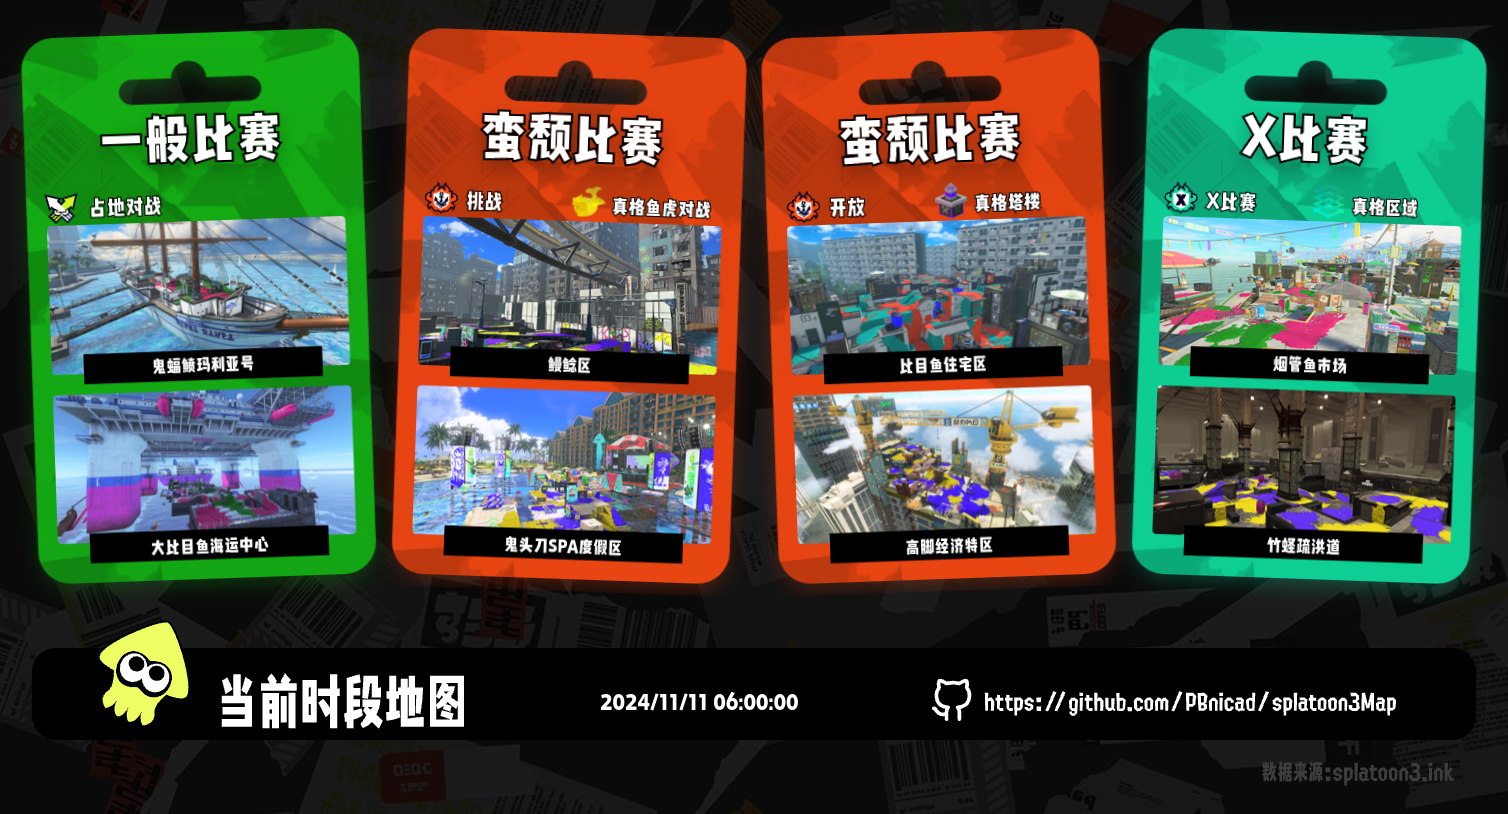 一般比赛
占地对战
鬼蝠鲼玛利亚号
大比目鱼海运中心
蛮颓比赛
挑战
真格鱼虎对战
鳗鲶区
鬼头刀SPA度假区
蛮颓比赛
开放
真格塔楼
比目鱼住宅区
高脚经济特区
X比赛
X比赛
真格区域
烟管鱼市场
竹蛏疏洪道
当前时段地图
2024/11/11 06:00:00
https://github.com/PBnicad/splatoon3Map
数据来源:splatoon3.ink